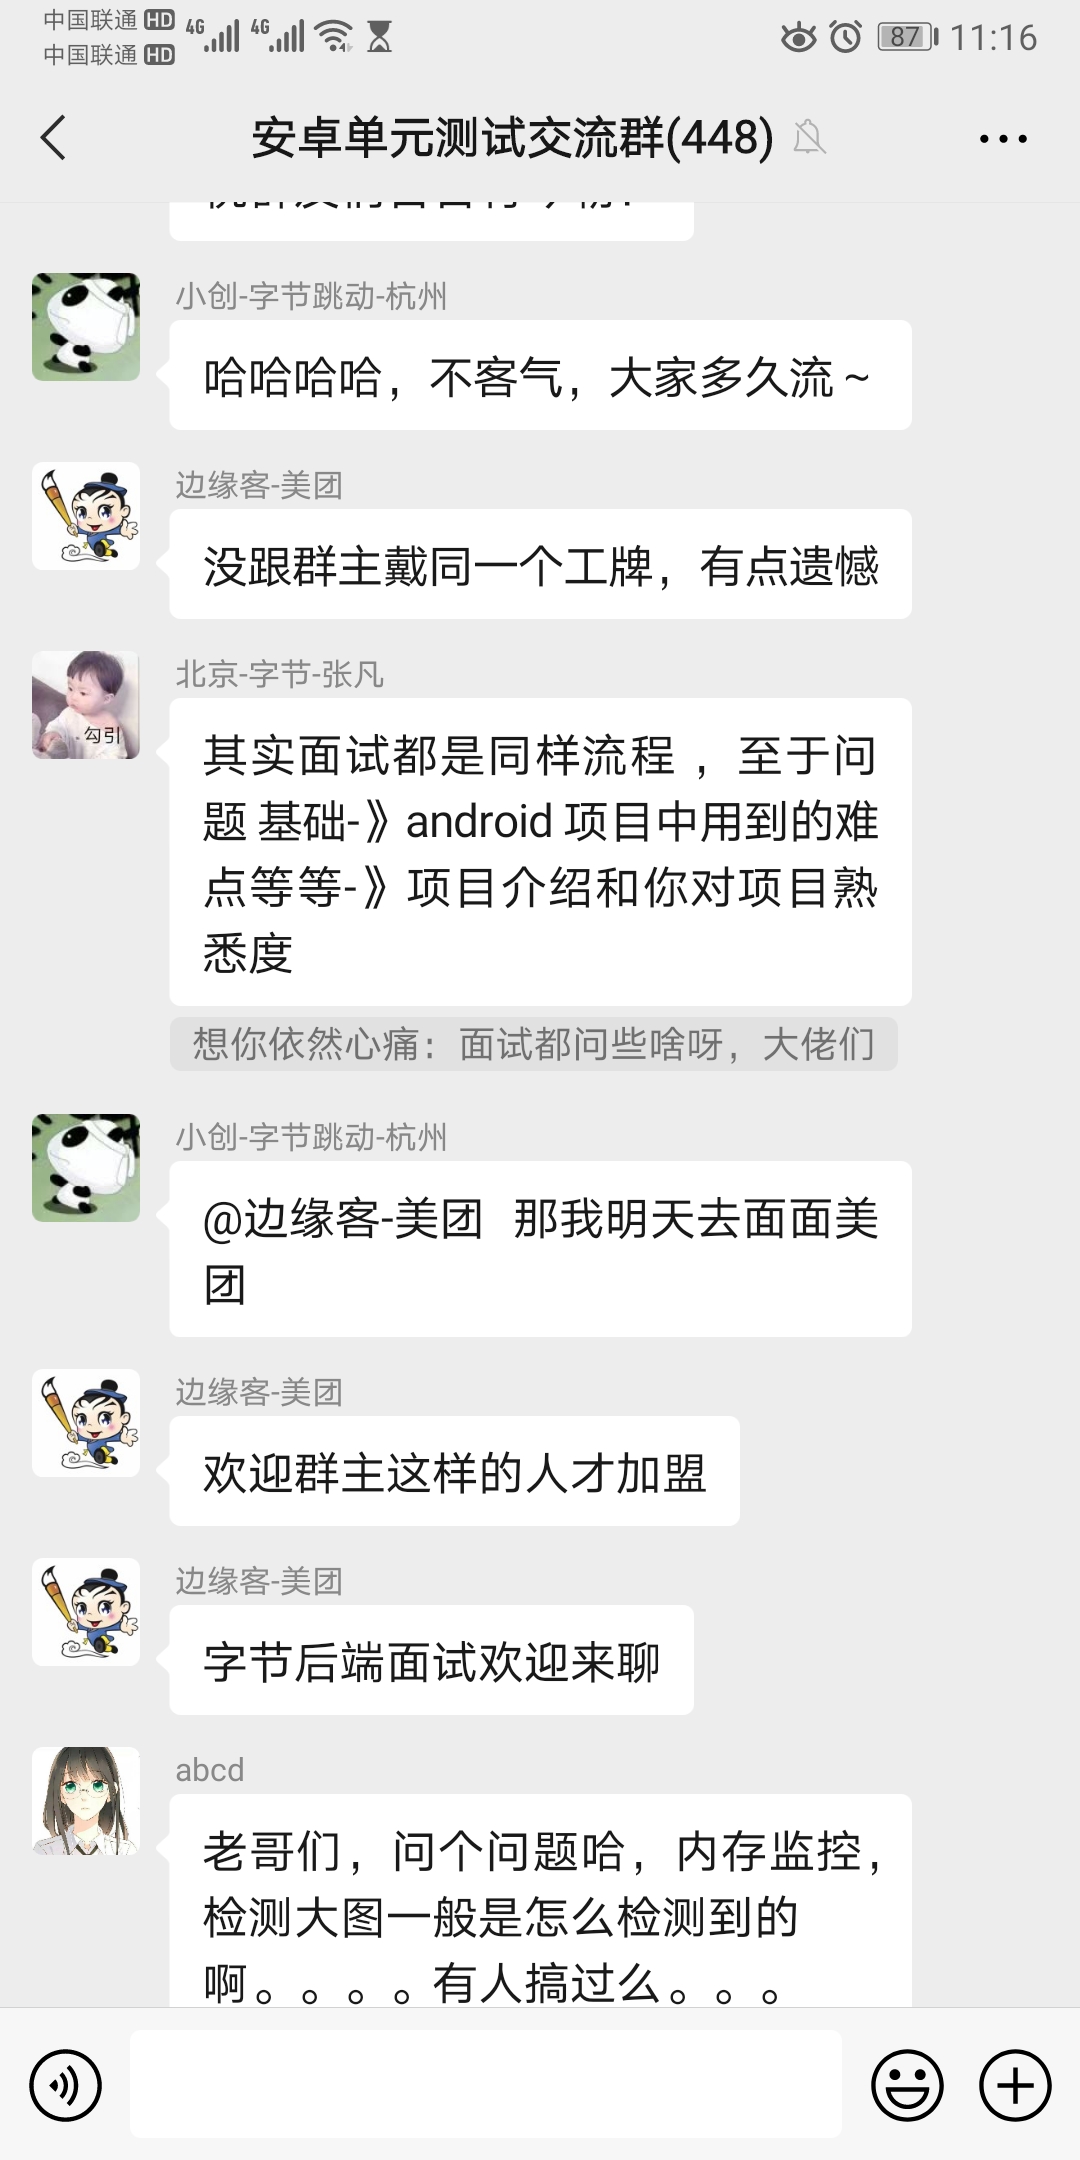 中国联通 HD 4G 4G 87 11:16
中国联通 HD
安卓单元测试交流群(448)
小创-字节跳动-杭州
哈哈哈哈，不客气，大家多久流～
边缘客-美团
没跟群主戴同一个工牌，有点遗憾
勾引
北京-字节-张凡
其实面试都是同样流程 ，至于问
题 基础-》android 项目中用到的难
点等等-》项目介绍和你对项目熟
悉度
想你依然心痛：面试都问些啥呀，大佬们
小创-字节跳动-杭州
@边缘客-美团 那我明天去面面美
团
边缘客-美团
欢迎群主这样的人才加盟
边缘客-美团
字节后端面试欢迎来聊
abcd
老哥们，问个问题哈，内存监控，
检测大图一般是怎么检测到的
啊。。。。有人搞过么。。。